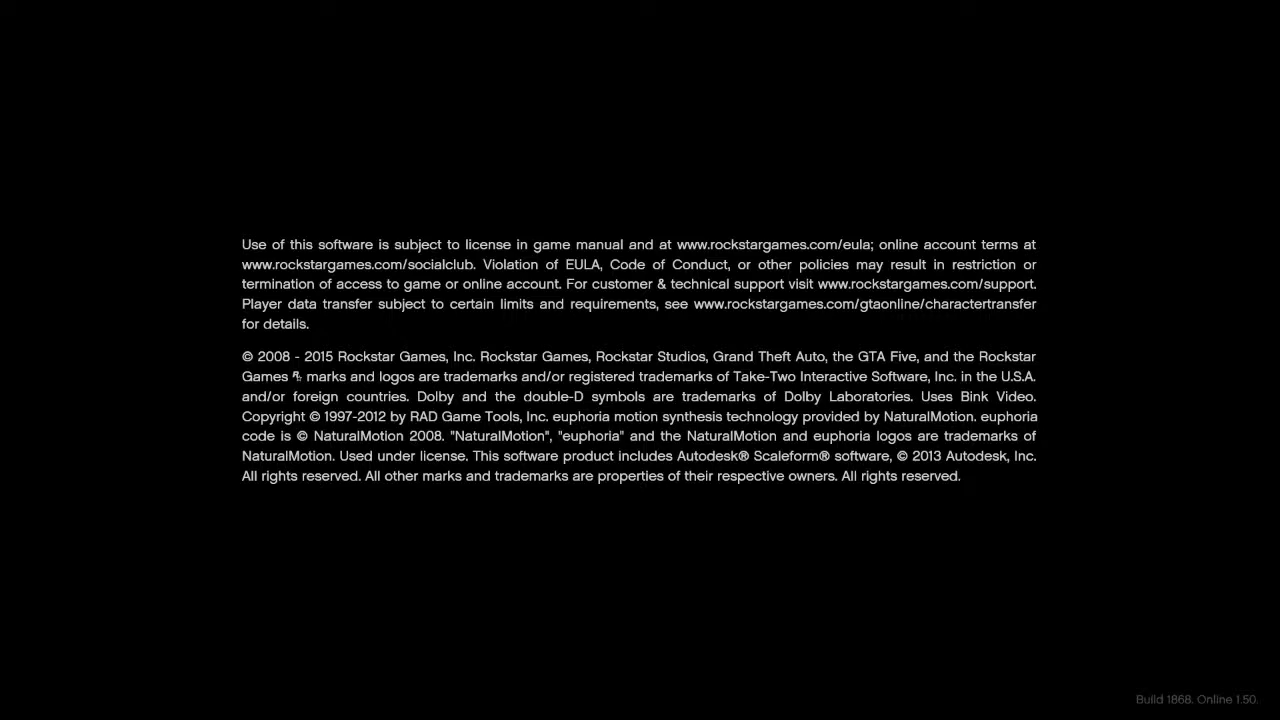 Use of this software is subject to license in game manual and at www.rockstargames.com/eula; online account terms at
www.rockstargames.com/socialclub. Violation of EULA, Code of Conduct, or other policies may result in restriction or
termination of access to game or online account. For customer & technical support visit www.rockstargames.com/support.
Player data transfer subject to certain limits and requirements, see www.rockstargames.com/gtaonline/charactertransfer
for details.
© 2008 - 2015 Rockstar Games, Inc. Rockstar Games, Rockstar Studios, Grand Theft Auto, the GTA Five, and the Rockstar
Games R* marks and logos are trademarks and/or registered trademarks of Take-Two Interactive Software, Inc. in the U.S.A.
and/or foreign countries. Dolby and the double-D symbols are trademarks of Dolby Laboratories. Uses Bink Video.
Copyright © 1997-2012 by RAD Game Tools, Inc. euphoria motion synthesis technology provided by NaturalMotion. euphoria
code is © NaturalMotion 2008. "NaturalMotion", "euphoria" and the NaturalMotion and euphoria logos are trademarks of
NaturalMotion. Used under license. This software product includes Autodesk® Scaleform® software, © 2013 Autodesk, Inc.
All rights reserved. All other marks and trademarks are properties of their respective owners. All rights reserved.
Build 1868. Online 1.50.